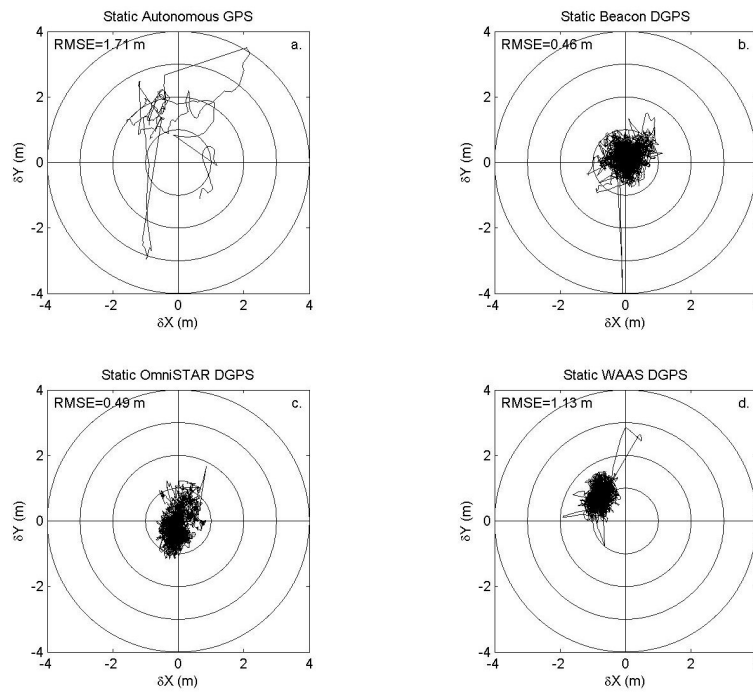 Static Autonomous GPS
RMSE=1.71 m
a.
4
2
0
-2
-4
δY (m)
-4 -2 0 2 4
δX (m)
Static Beacon DGPS
RMSE=0.46 m
b.
4
2
0
-2
-4
δY (m)
-4 -2 0 2 4
δX (m)
Static OmniSTAR DGPS
RMSE=0.49 m
c.
4
2
0
-2
-4
δY (m)
-4 -2 0 2 4
δX (m)
Static WAAS DGPS
RMSE=1.13 m
d.
4
2
0
-2
-4
δY (m)
-4 -2 0 2 4
δX (m)